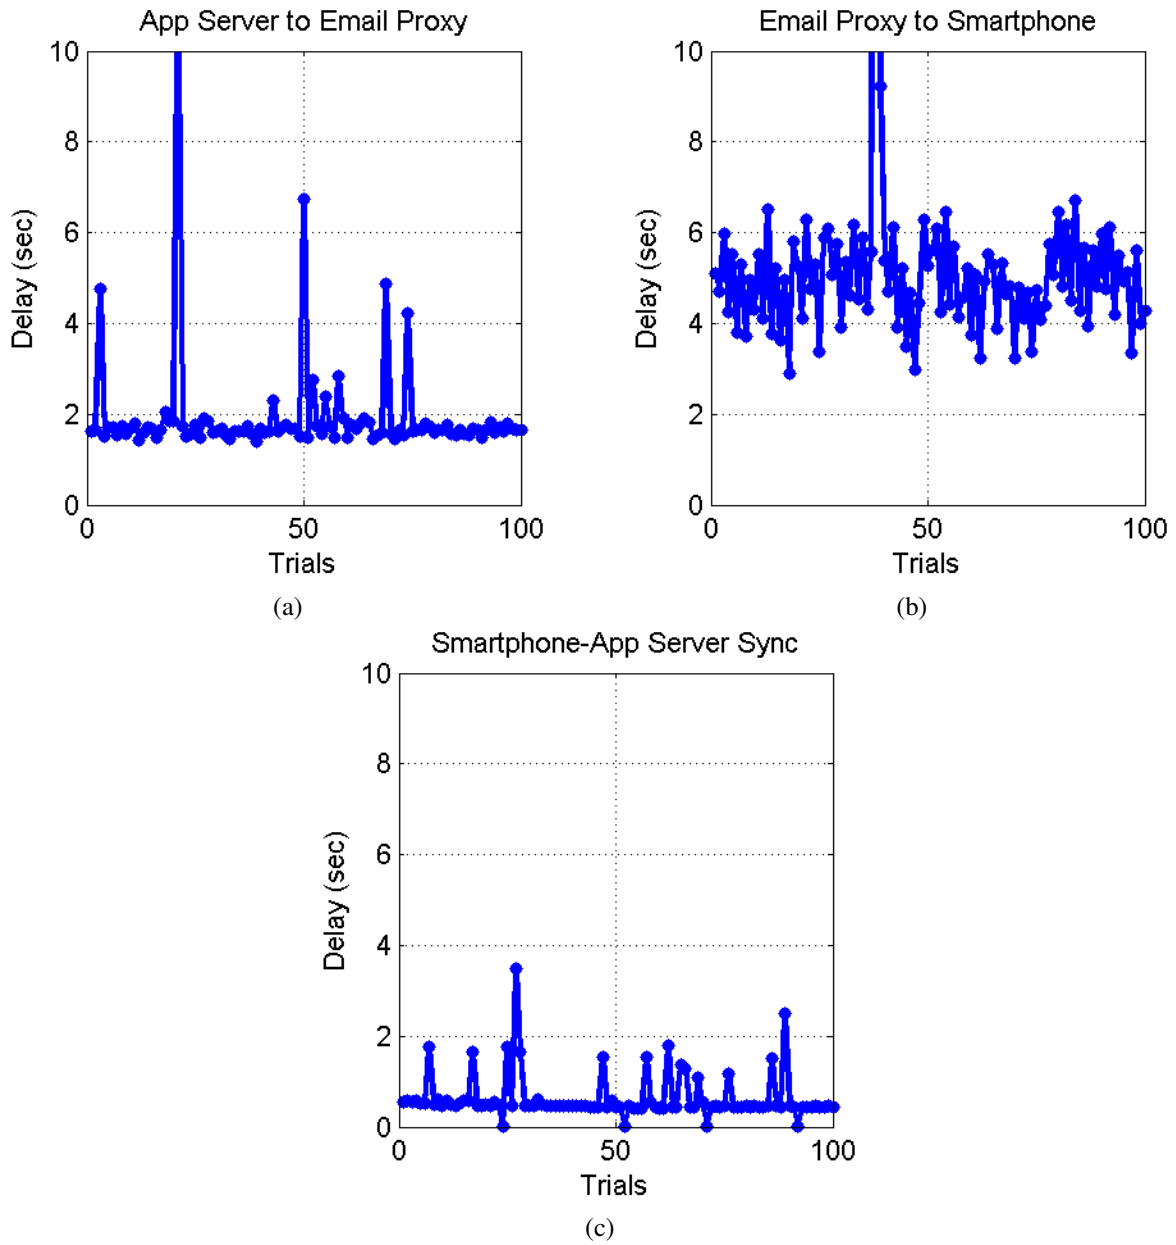 App Server to Email Proxy
10
8
6
4
2
0
Delay (sec)
0 50 100
Trials
(a)
Email Proxy to Smartphone
10
8
6
4
2
0
Delay (sec)
0 50 100
Trials
(b)
Smartphone-App Server Sync
10
8
6
4
2
0
Delay (sec)
0 50 100
Trials
(c)